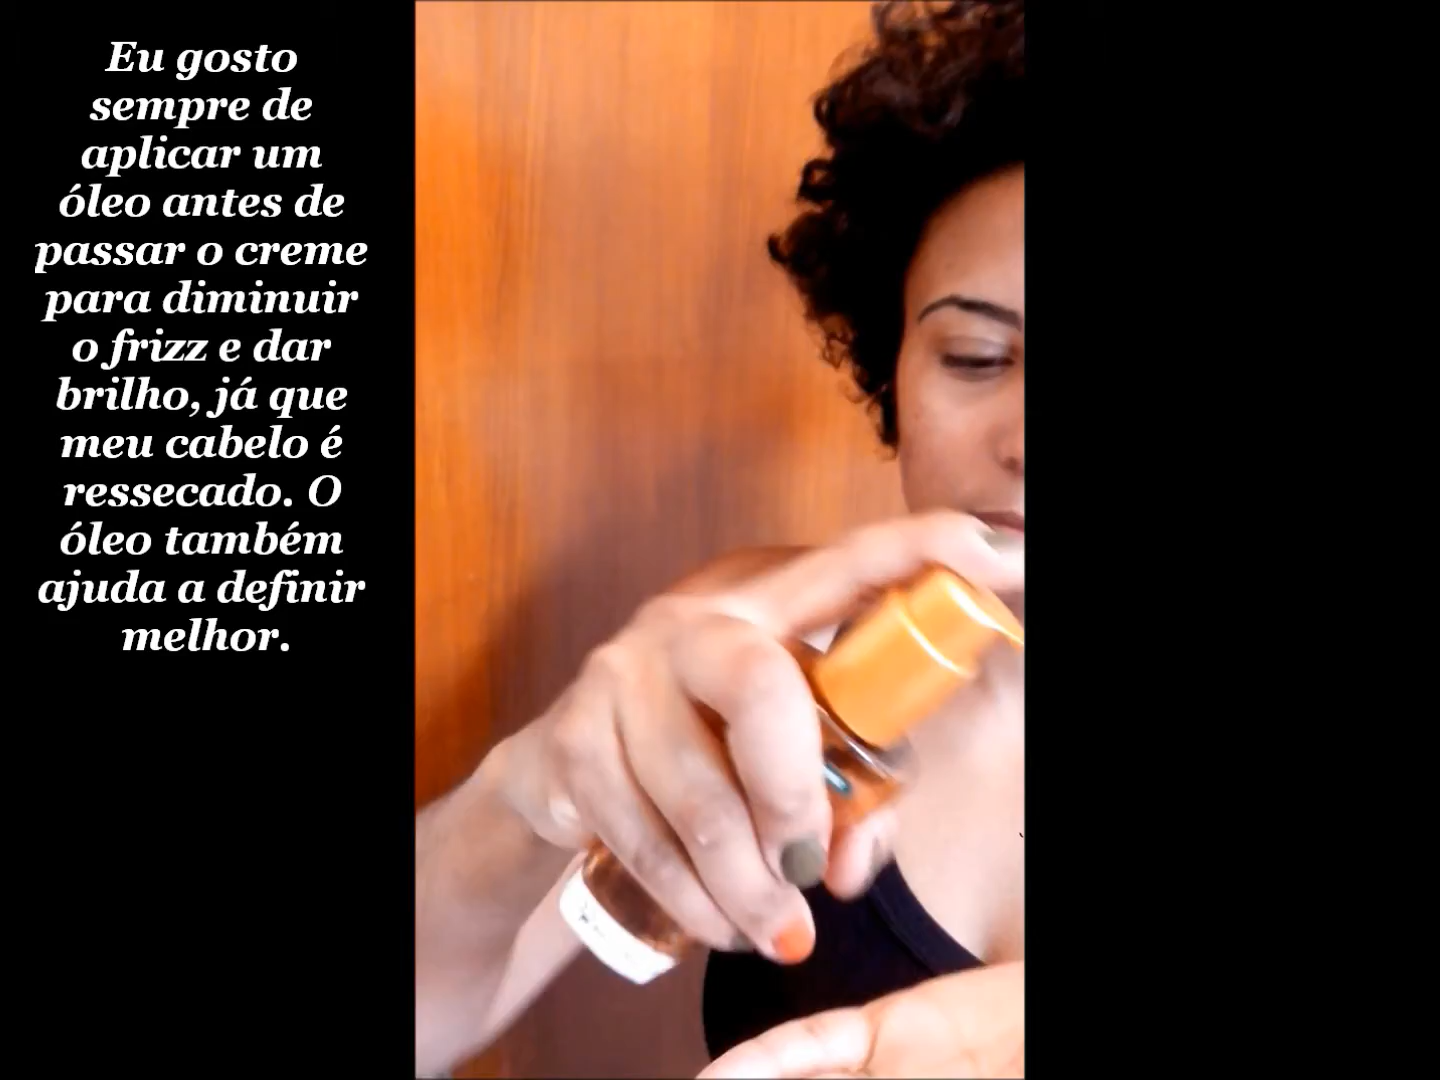 Eu gosto
sempre de
aplicar um
óleo antes de
passar o creme
para diminuir
o frizz e dar
brilho, já que
meu cabelo é
ressecado. O
óleo também
ajuda a definir
melhor.